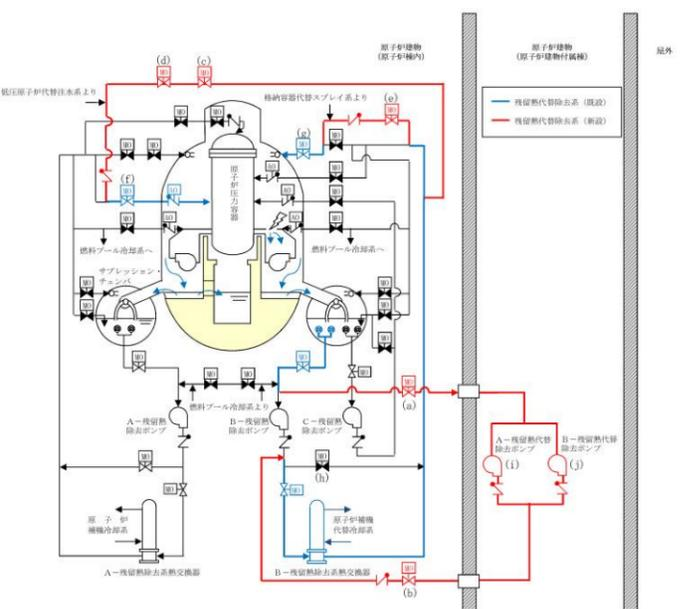 原子炉建物
(原子炉棟内)
原子炉建物
(原子炉建物付属棟)
屋外
(d)
(c)
低圧原子炉代替注水系より
格納容器代替スプレイ系より
(e)
残留熱代替除去系(既設)
残留熱代替除去系(新設)
(g)
(f)
原子炉圧力容器
燃料プール冷却系へ
燃料プール冷却系へ
サプレッション・
チェンバ
燃料プール冷却系より
(a)
A-残留熱
除去ポンプ
B-残留熱
除去ポンプ
C-残留熱
除去ポンプ
A-残留熱代替
除去ポンプ
(i)
B-残留熱代替
除去ポンプ
(j)
(h)
原子炉
補機冷却系
原子炉補機
代替冷却系
A-残留熱除去系熱交換器
B-残留熱除去系熱交換器
(b)